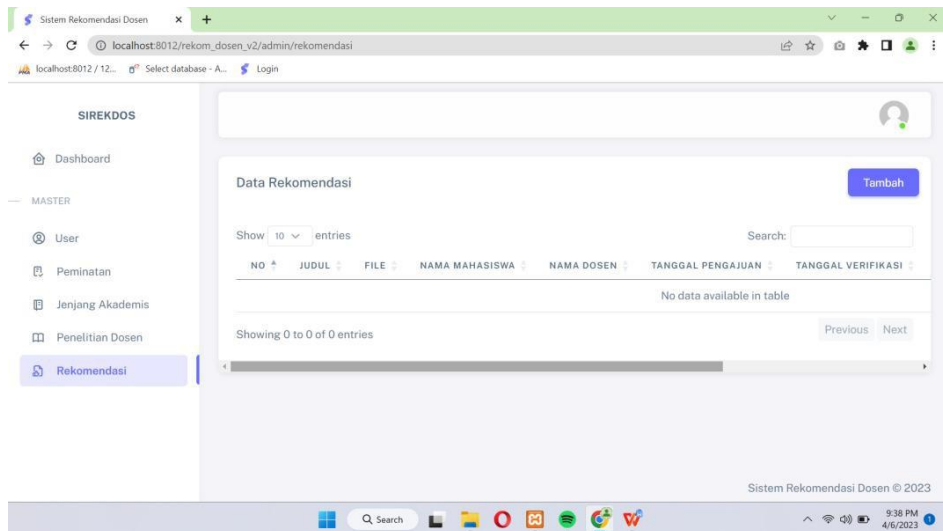 Sistem Rekomendasi Dosen
localhost:8012/rekom_dosen_v2/admin/rekomendasi
localhost:8012 / 12... Select database - A... Login
SIREKDOS
Dashboard
MASTER
User
Peminatan
Jenjang Akademis
Penelitian Dosen
Rekomendasi
Data Rekomendasi
Tambah
Show 10 entries
Search:
NO JUDUL FILE NAMA MAHASISWA NAMA DOSEN TANGGAL PENGAJUAN TANGGAL VERIFIKASI
No data available in table
Showing 0 to 0 of 0 entries
Previous Next
Sistem Rekomendasi Dosen © 2023
Search
9:38 PM
4/6/2023
1